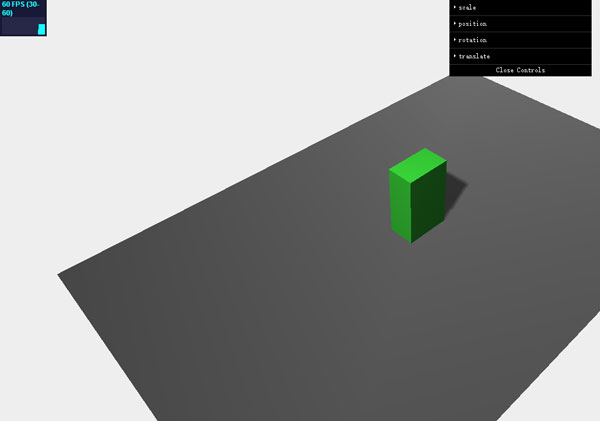 60 FPS (30-
60)
scale
position
rotation
translate
Close Controls